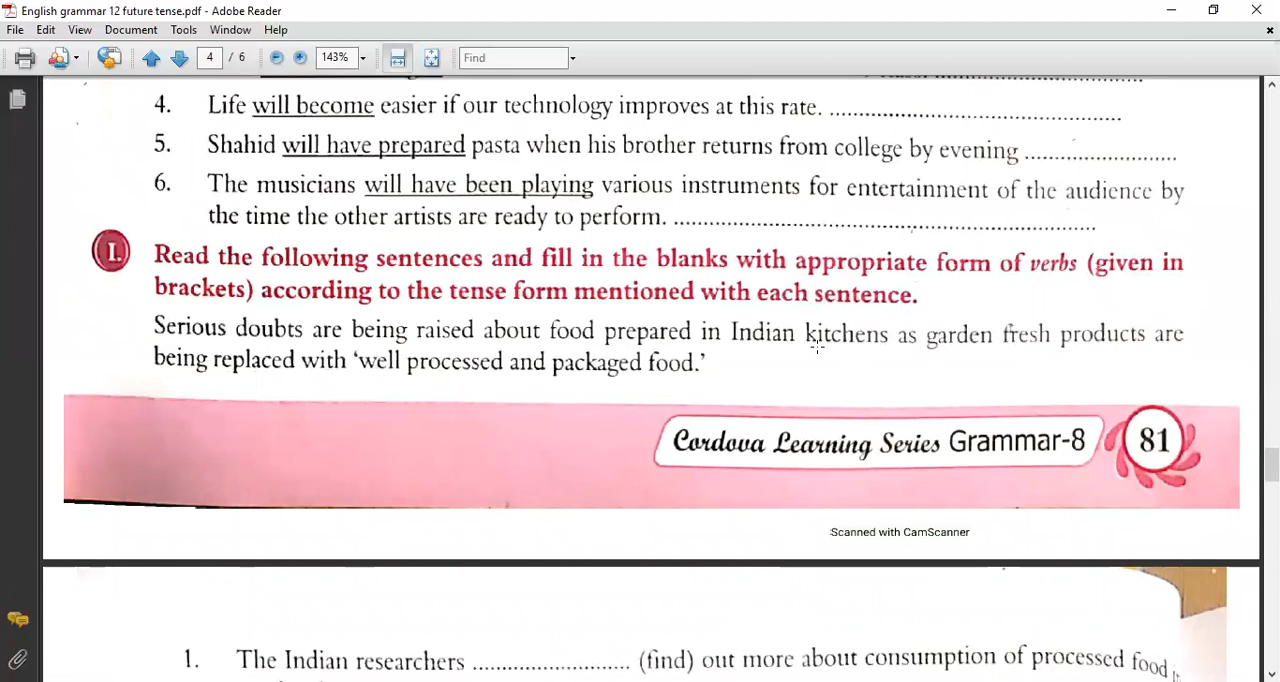 English grammar 12 future tense.pdf - Adobe Reader
File Edit View Document Tools Window Help
4 / 6 143% Find
4. Life will become easier if our technology improves at this rate. ..................................................
5. Shahid will have prepared pasta when his brother returns from college by evening ..........................
6. The musicians will have been playing various instruments for entertainment of the audience by
the time the other artists are ready to perform. ......................................................................
I. Read the following sentences and fill in the blanks with appropriate form of verbs (given in
brackets) according to the tense form mentioned with each sentence.
Serious doubts are being raised about food prepared in Indian kitchens as garden fresh products are
being replaced with ‘well processed and packaged food.’
Cordova Learning Series Grammar-8 81
Scanned with CamScanner
1. The Indian researchers ........................... (find) out more about consumption of processed food